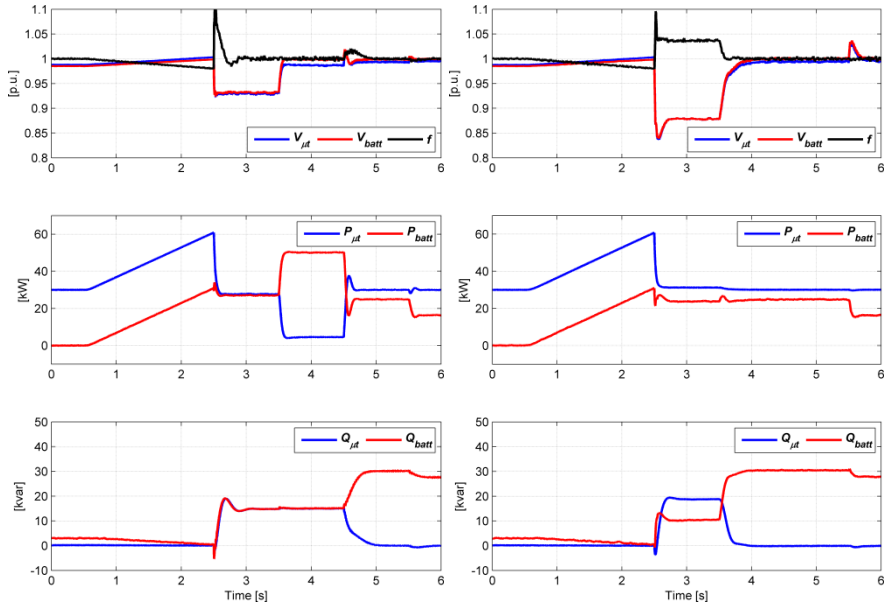 1.1
1.05
1
0.95
0.9
0.85
0.8
[p.u.]
V_μt V_batt f
0 1 2 3 4 5 6
1.1
1.05
1
0.95
0.9
0.85
0.8
[p.u.]
V_μt V_batt f
0 1 2 3 4 5 6
60
40
20
0
[kW]
P_μt P_batt
0 1 2 3 4 5 6
60
40
20
0
[kW]
P_μt P_batt
0 1 2 3 4 5 6
50
40
30
20
10
0
-10
[kvar]
Q_μt Q_batt
0 1 2 3 4 5 6
Time [s]
50
40
30
20
10
0
-10
[kvar]
Q_μt Q_batt
0 1 2 3 4 5 6
Time [s]